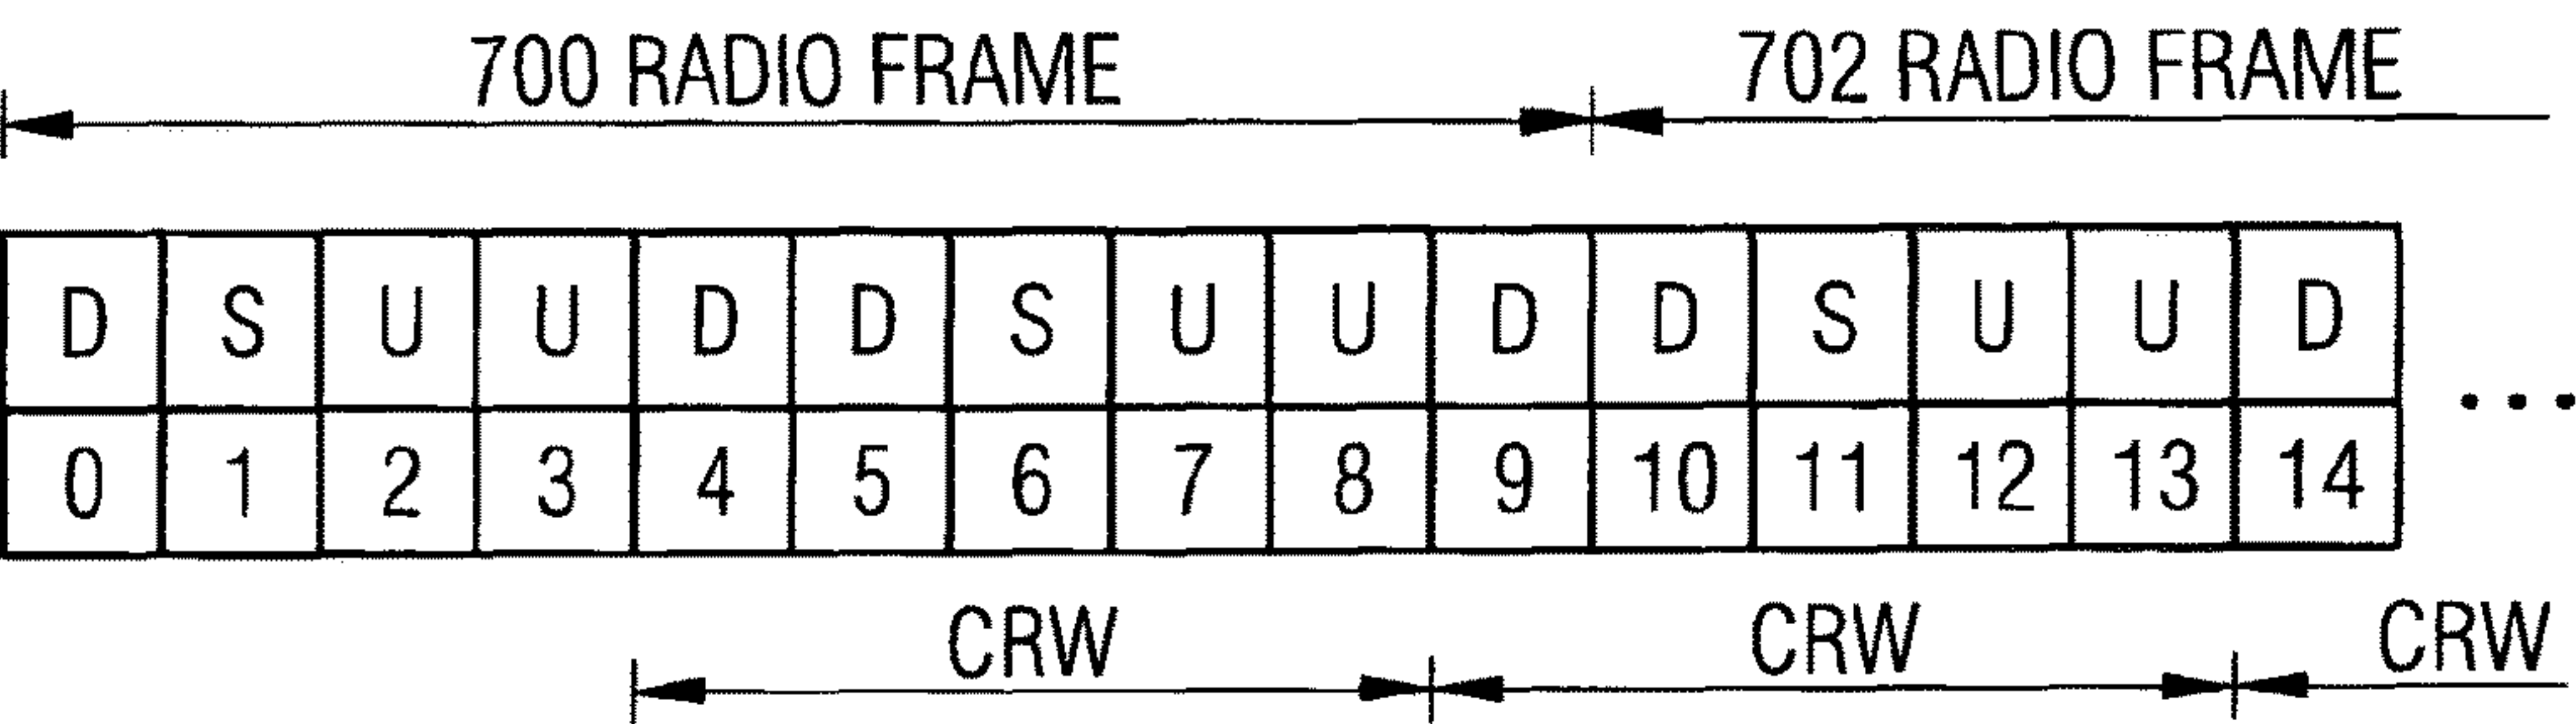 700 RADIO FRAME 702 RADIO FRAME
D S U U D D S U U D D S U U D
0 1 2 3 4 5 6 7 8 9 10 11 12 13 14
CRW CRW CRW